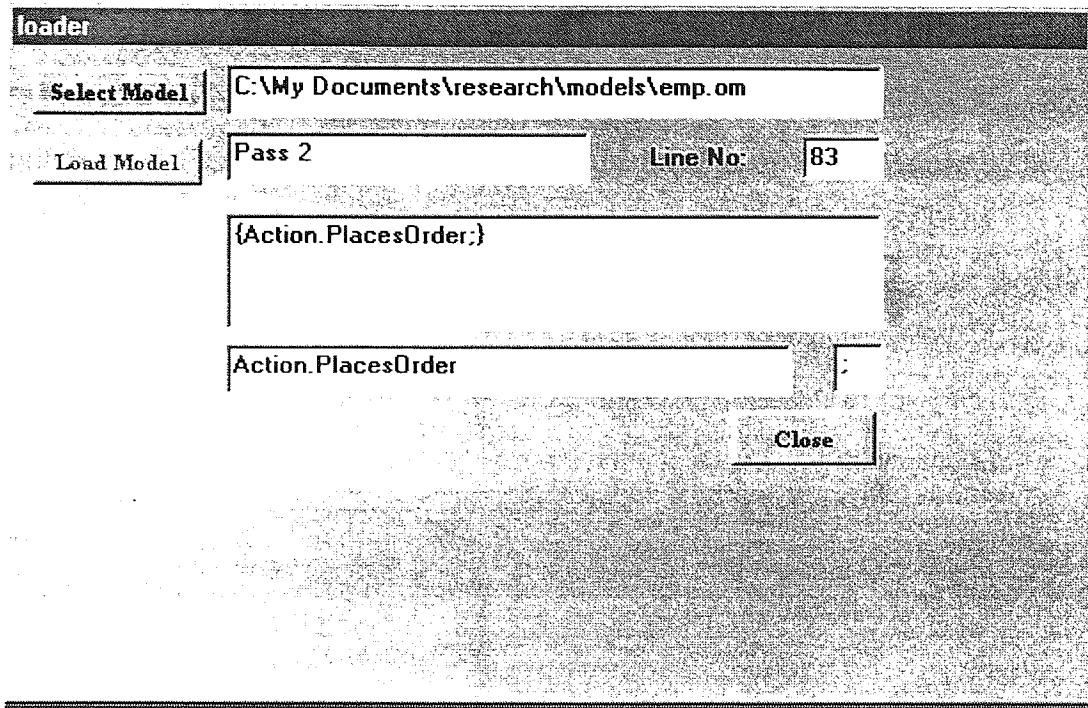 loader
Select Model C:\My Documents\research\models\emp.om
Load Model Pass 2 Line No: 83
{Action.PlacesOrder;}
Action.PlacesOrder ;
Close